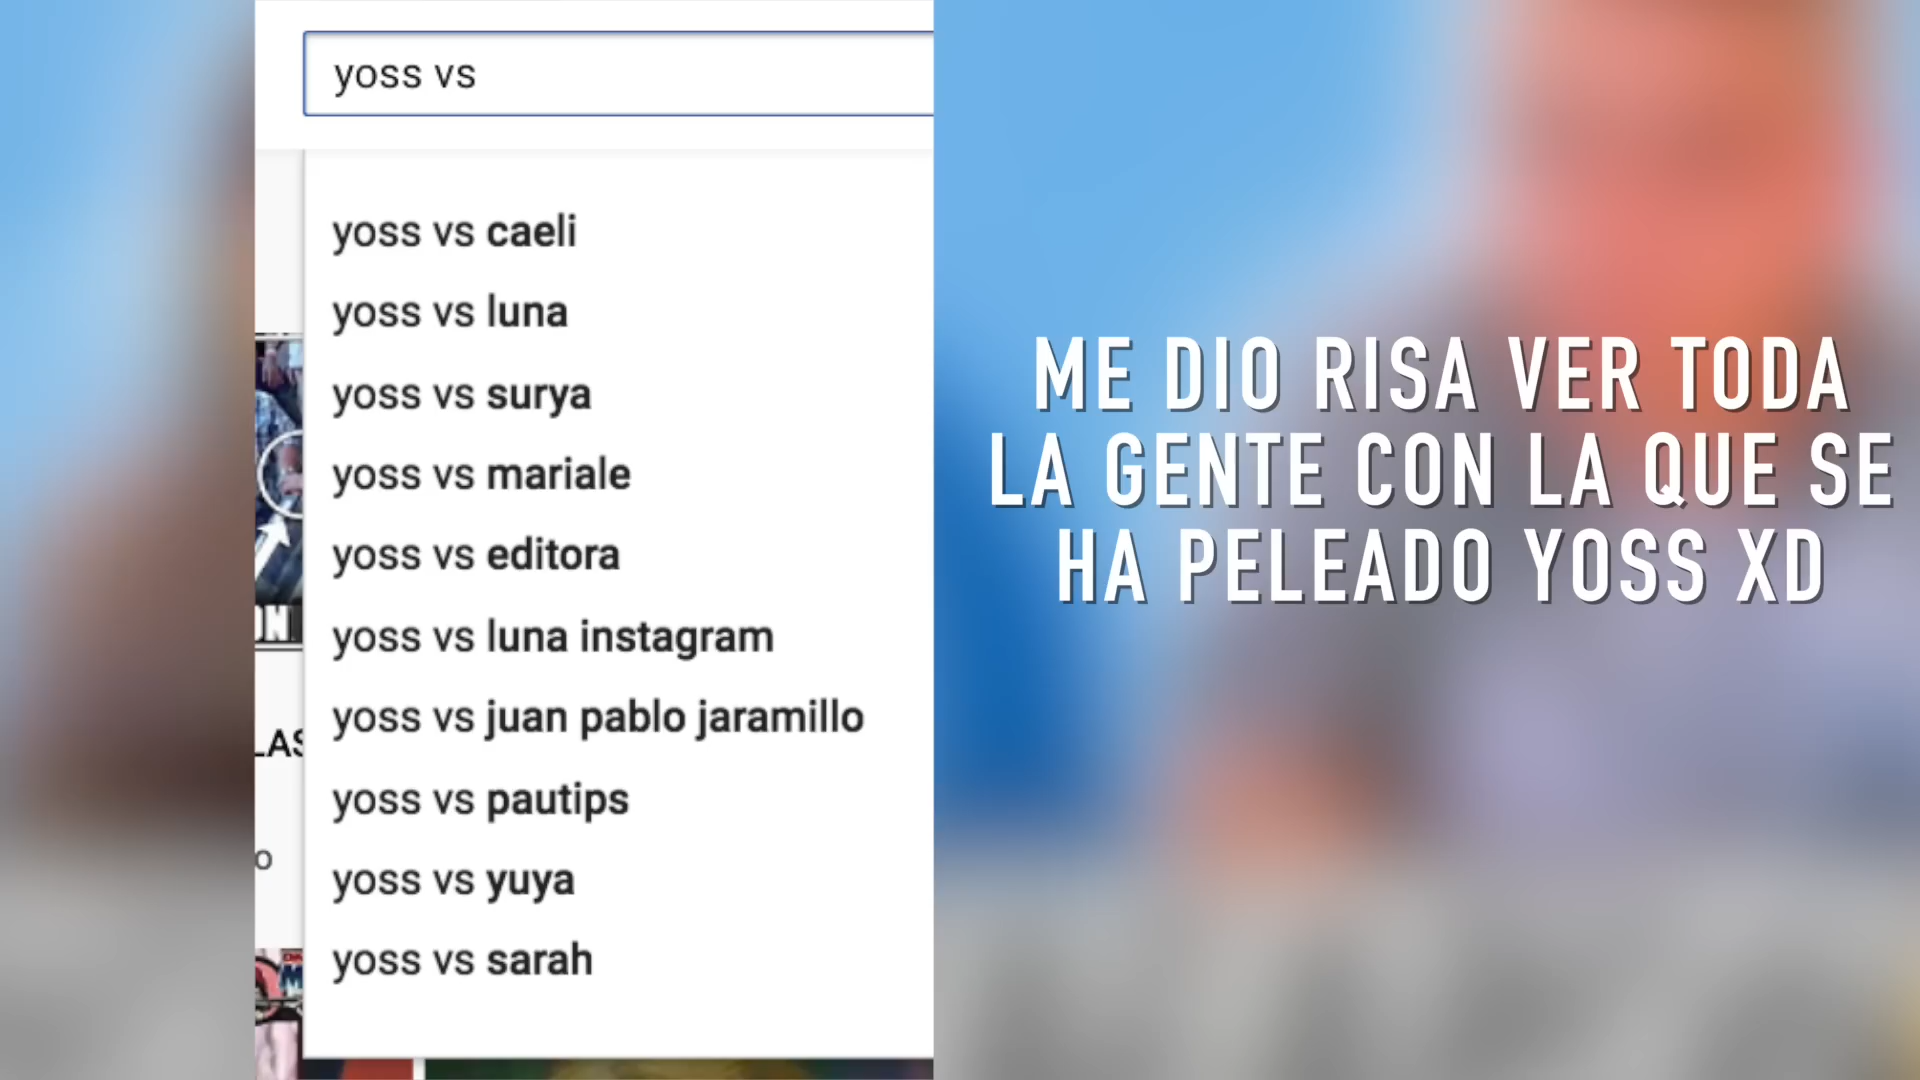 yoss vs
yoss vs caeli
yoss vs luna
yoss vs surya
yoss vs mariale
yoss vs editora
yoss vs luna instagram
yoss vs juan pablo jaramillo
yoss vs pautips
yoss vs yuya
yoss vs sarah
LAS
o
ME DIO RISA VER TODA
LA GENTE CON LA QUE SE
HA PELEADO YOSS XD